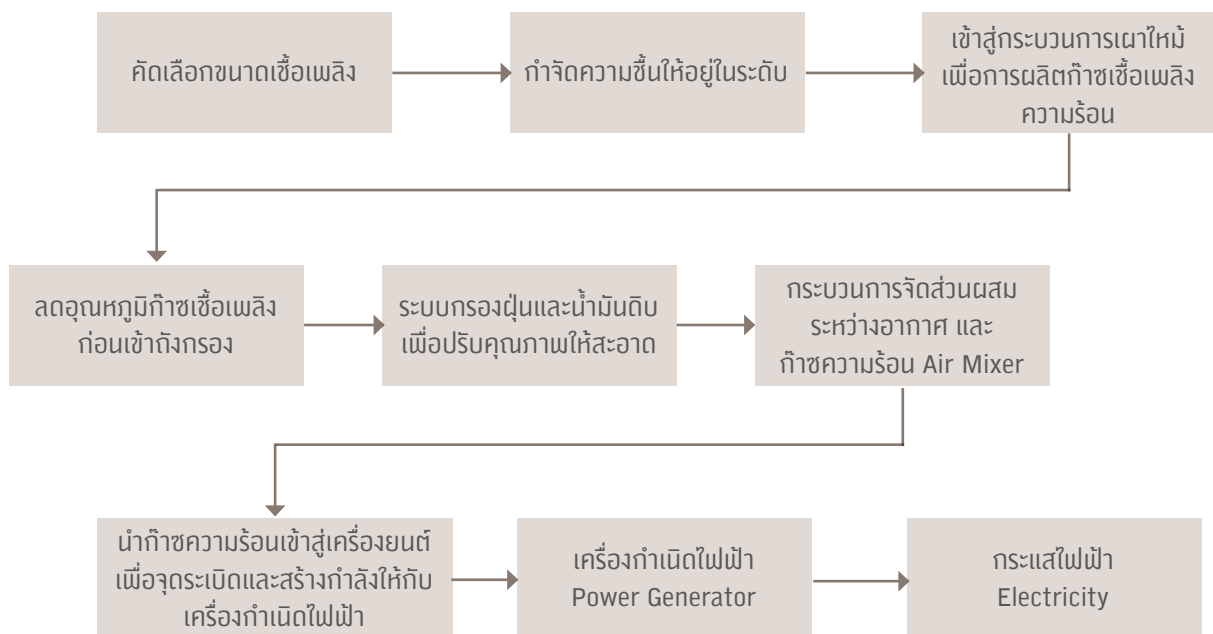 คัดเลือกขนาดเชื้อเพลิง
กำจัดความชื้นให้อยู่ในระดับ
เข้าสู่กระบวนการเผาไหม้
เพื่อการผลิตก๊าซเชื้อเพลิง
ความร้อน
ลดอุณหภูมิก๊าซเชื้อเพลิง
ก่อนเข้าถังกรอง
ระบบกรองฝุ่นและน้ำมันดิบ
เพื่อปรับคุณภาพให้สะอาด
กระบวนการจัดส่วนผสม
ระหว่างอากาศ และ
ก๊าซความร้อน Air Mixer
นำก๊าซความร้อนเข้าสู่เครื่องยนต์
เพื่อจุดระเบิดและสร้างกำลังให้กับ
เครื่องกำเนิดไฟฟ้า
เครื่องกำเนิดไฟฟ้า
Power Generator
กระแสไฟฟ้า
Electricity